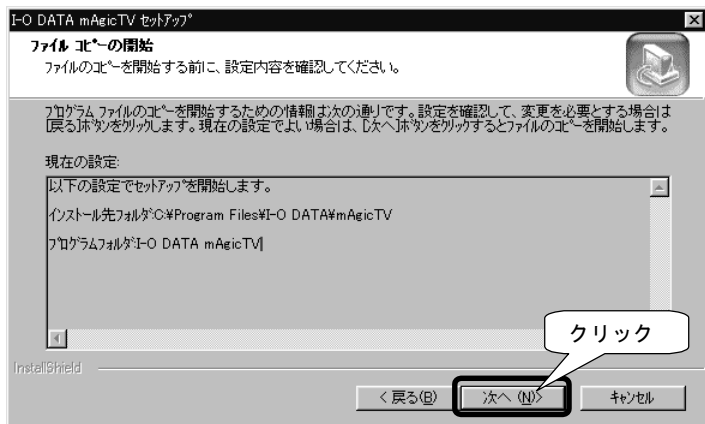 I-O DATA mAgicTV ｾｯﾄｱｯﾌﾟ
ﾌｧｲﾙ ｺﾋﾟｰの開始
ﾌｧｲﾙのｺﾋﾟｰを開始する前に、設定内容を確認してください。
ﾌﾟﾛｸﾞﾗﾑ ﾌｧｲﾙのｺﾋﾟｰを開始するための情報は次の通りです。設定を確認して、変更を必要とする場合は
[戻る]ﾎﾞﾀﾝをｸﾘｯｸします。現在の設定でよい場合は、[次へ]ﾎﾞﾀﾝをｸﾘｯｸするとﾌｧｲﾙのｺﾋﾟｰを開始します。
現在の設定:
以下の設定でｾｯﾄｱｯﾌﾟを開始します。
ｲﾝｽﾄｰﾙ先ﾌｫﾙﾀﾞ:C:¥Program Files¥I-O DATA¥mAgicTV
ﾌﾟﾛｸﾞﾗﾑﾌｫﾙﾀﾞ:I-O DATA mAgicTV
クリック
InstallShield
< 戻る(B)
次へ (N)>
ｷｬﾝｾﾙ